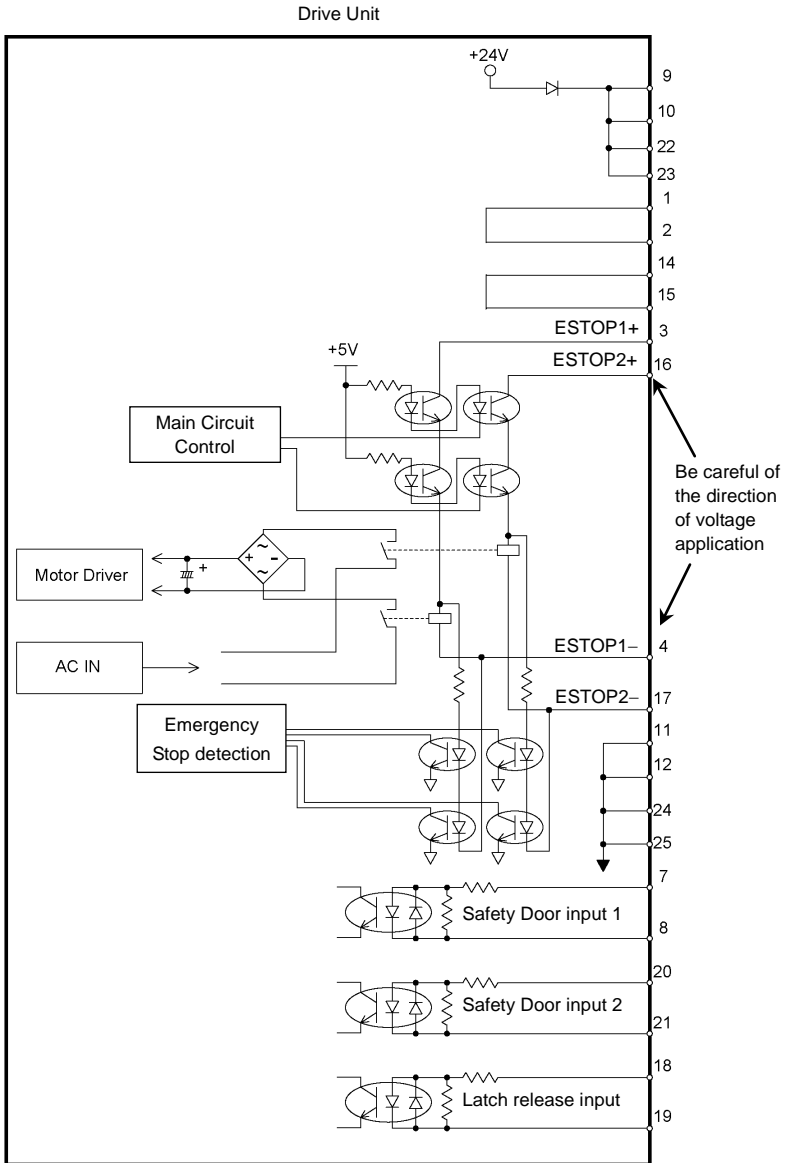 Drive Unit
+24V
9
10
22
23
1
2
14
15
ESTOP1+ 3
+5V
ESTOP2+ 16
Main Circuit
Control
Be careful of
the direction
of voltage
application
~
+ -
~
+
Motor Driver
ESTOP1− 4
AC IN
ESTOP2− 17
Emergency
Stop detection
11
12
24
25
7
Safety Door input 1
8
20
Safety Door input 2
21
18
Latch release input
19